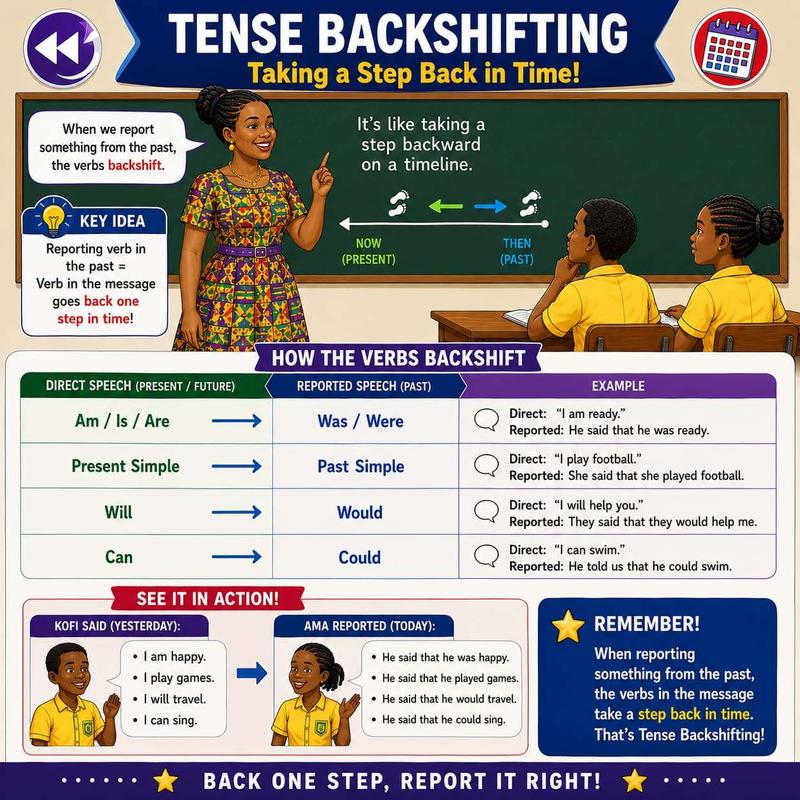 TENSE BACKSHIFTING
Taking a Step Back in Time!
When we report
something from the past,
the verbs backshift.
It's like taking a
step backward
on a timeline.
KEY IDEA
Reporting verb in
the past =
Verb in the message
goes back one
step in time!
NOW
(PRESENT)
THEN
(PAST)
HOW THE VERBS BACKSHIFT
DIRECT SPEECH (PRESENT / FUTURE)
REPORTED SPEECH (PAST)
EXAMPLE
Am / Is / Are
Was / Were
Direct: "I am ready."
Reported: He said that he was ready.
Present Simple
Past Simple
Direct: "I play football."
Reported: She said that she played football.
Will
Would
Direct: "I will help you."
Reported: They said that they would help me.
Can
Could
Direct: "I can swim."
Reported: He told us that he could swim.
SEE IT IN ACTION!
KOFI SAID (YESTERDAY):
• I am happy.
• I play games.
• I will travel.
• I can sing.
AMA REPORTED (TODAY):
• He said that he was happy.
• He said that he played games.
• He said that he would travel.
• He said that he could sing.
REMEMBER!
When reporting
something from the past,
the verbs in the message
take a step back in time.
That's Tense Backshifting!
BACK ONE STEP, REPORT IT RIGHT!